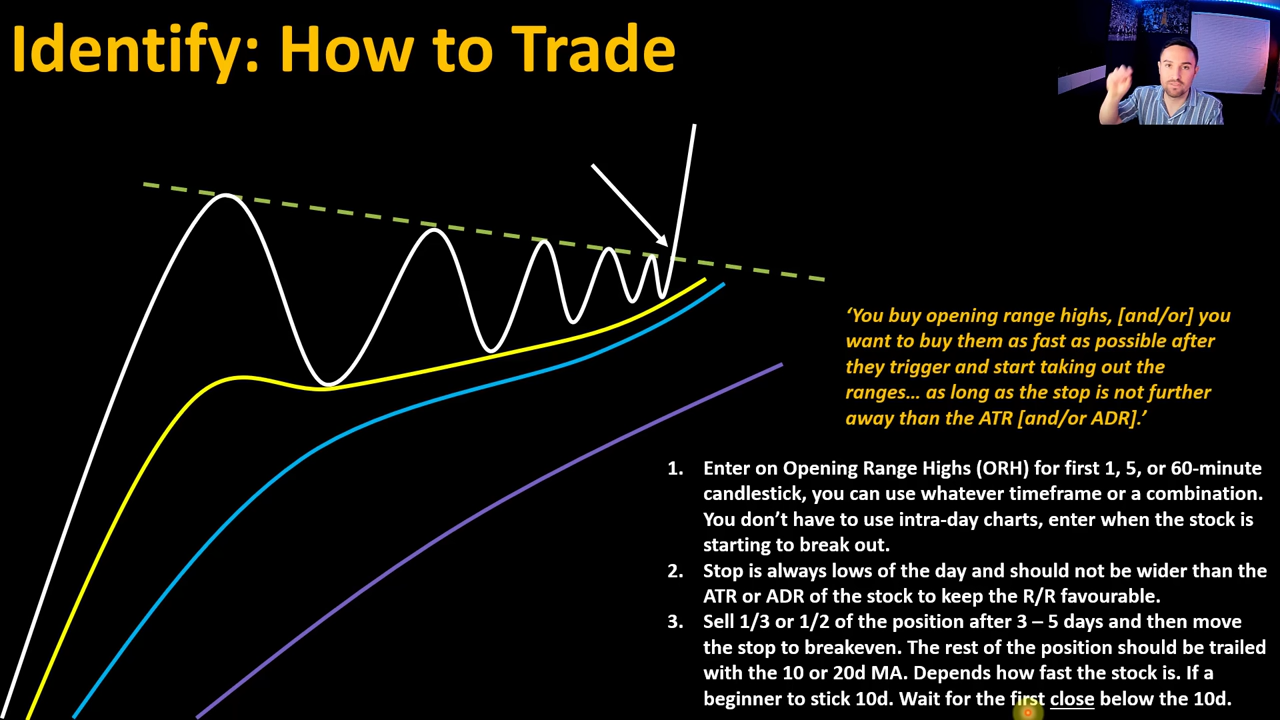 Identify: How to Trade
‘You buy opening range highs, [and/or] you
want to buy them as fast as possible after
they trigger and start taking out the
ranges… as long as the stop is not further
away than the ATR [and/or ADR].’
1. Enter on Opening Range Highs (ORH) for first 1, 5, or 60-minute
candlestick, you can use whatever timeframe or a combination.
You don’t have to use intra-day charts, enter when the stock is
starting to break out.
2. Stop is always lows of the day and should not be wider than the
ATR or ADR of the stock to keep the R/R favourable.
3. Sell 1/3 or 1/2 of the position after 3 – 5 days and then move
the stop to breakeven. The rest of the position should be trailed
with the 10 or 20d MA. Depends how fast the stock is. If a
beginner to stick 10d. Wait for the first close below the 10d.